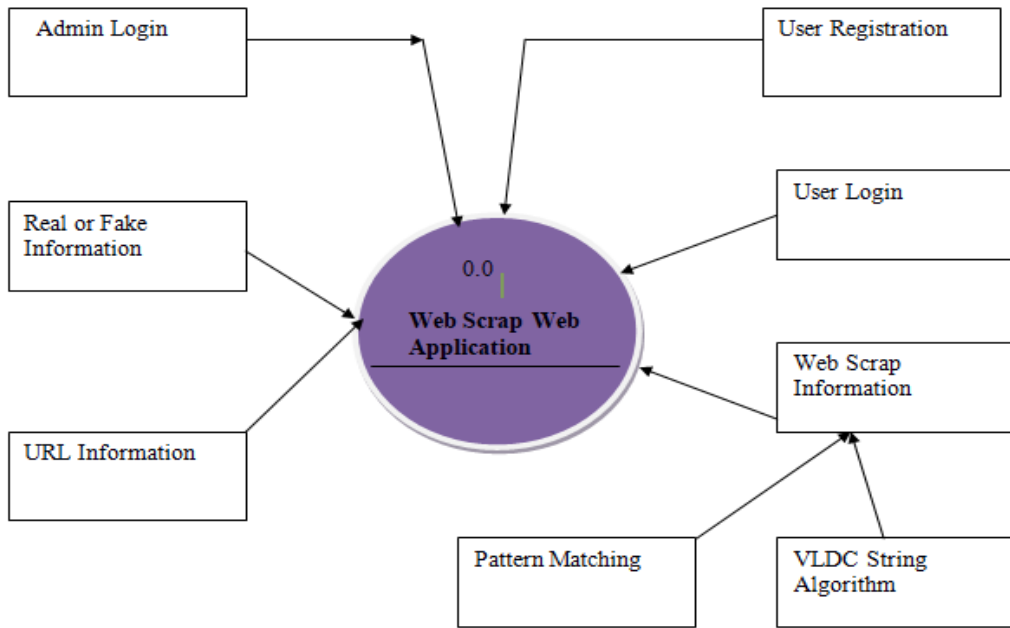 Admin Login
User Registration
Real or Fake
Information
User Login
0.0
Web Scrap Web
Application
Web Scrap
Information
URL Information
Pattern Matching
VLDC String
Algorithm